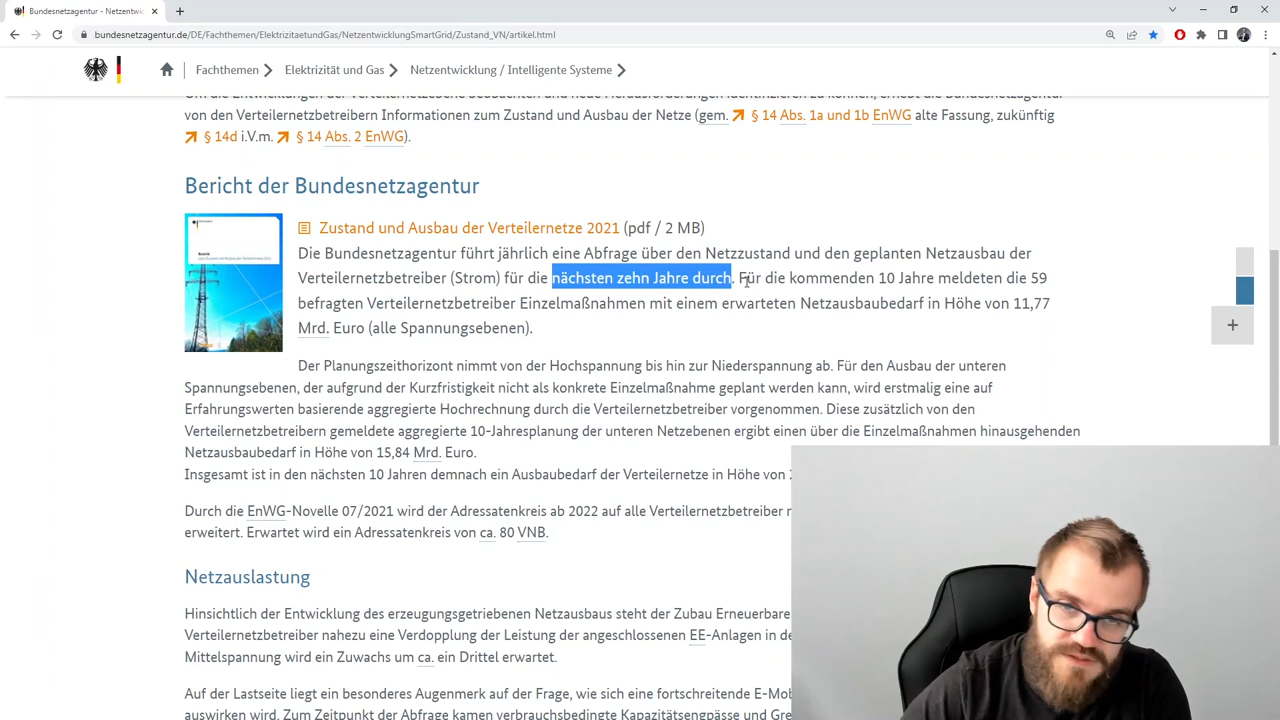 Bundesnetzagentur - Netzentwic
bundesnetzagentur.de/DE/Fachthemen/ElektrizitaetundGas/NetzentwicklungSmartGrid/Zustand_VN/artikel.html
Fachthemen Elektrizität und Gas Netzentwicklung / Intelligente Systeme
von den Verteilernetzbetreibern Informationen zum Zustand und Ausbau der Netze (gem. § 14 Abs. 1a und 1b EnWG alte Fassung, zukünftig
§ 14d i.V.m. § 14 Abs. 2 EnWG).
Bericht der Bundesnetzagentur
Zustand und Ausbau der Verteilernetze 2021 (pdf / 2 MB)
Die Bundesnetzagentur führt jährlich eine Abfrage über den Netzzustand und den geplanten Netzausbau der
Verteilernetzbetreiber (Strom) für die nächsten zehn Jahre durch. Für die kommenden 10 Jahre meldeten die 59
befragten Verteilernetzbetreiber Einzelmaßnahmen mit einem erwarteten Netzausbaubedarf in Höhe von 11,77
Mrd. Euro (alle Spannungsebenen).
Der Planungszeithorizont nimmt von der Hochspannung bis hin zur Niederspannung ab. Für den Ausbau der unteren
Spannungsebenen, der aufgrund der Kurzfristigkeit nicht als konkrete Einzelmaßnahme geplant werden kann, wird erstmalig eine auf
Erfahrungswerten basierende aggregierte Hochrechnung durch die Verteilernetzbetreiber vorgenommen. Diese zusätzlich von den
Verteilernetzbetreibern gemeldete aggregierte 10-Jahresplanung der unteren Netzebenen ergibt einen über die Einzelmaßnahmen hinausgehenden
Netzausbaubedarf in Höhe von 15,84 Mrd. Euro.
Insgesamt ist in den nächsten 10 Jahren demnach ein Ausbaubedarf der Verteilernetze in Höhe von
Durch die EnWG-Novelle 07/2021 wird der Adressatenkreis ab 2022 auf alle Verteilernetzbetreiber
erweitert. Erwartet wird ein Adressatenkreis von ca. 80 VNB.
Netzauslastung
Hinsichtlich der Entwicklung des erzeugungsgetriebenen Netzausbaus steht der Zubau Erneuerbare
Verteilernetzbetreiber nahezu eine Verdopplung der Leistung der angeschlossenen EE-Anlagen in de
Mittelspannung wird ein Zuwachs um ca. ein Drittel erwartet.
Auf der Lastseite liegt ein besonderes Augenmerk auf der Frage, wie sich eine fortschreitende E-Mob
auswirken wird. Zum Zeitpunkt der Abfrage kamen verbrauchsbedingte Kapazitätsengpässe und Gre